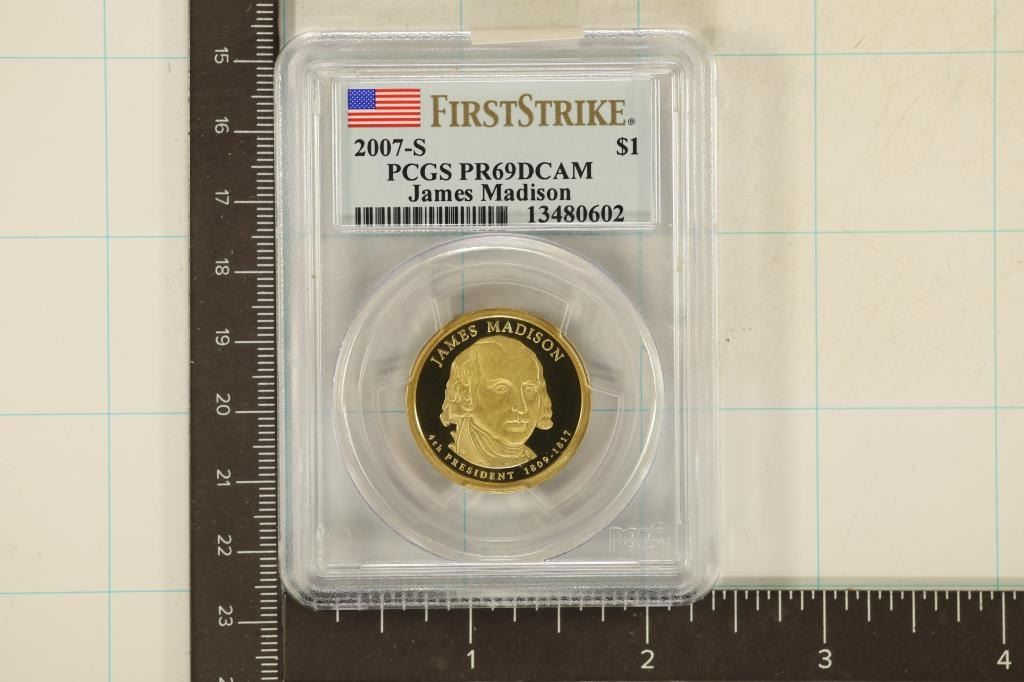 FIRSTSTRIKE®
2007-S $1
PCGS PR69DCAM
James Madison
13480602
JAMES MADISON
4th PRESIDENT 1809-1817
PCGS
15
16
17
18
19
20
21
22
23
1 2 3 4